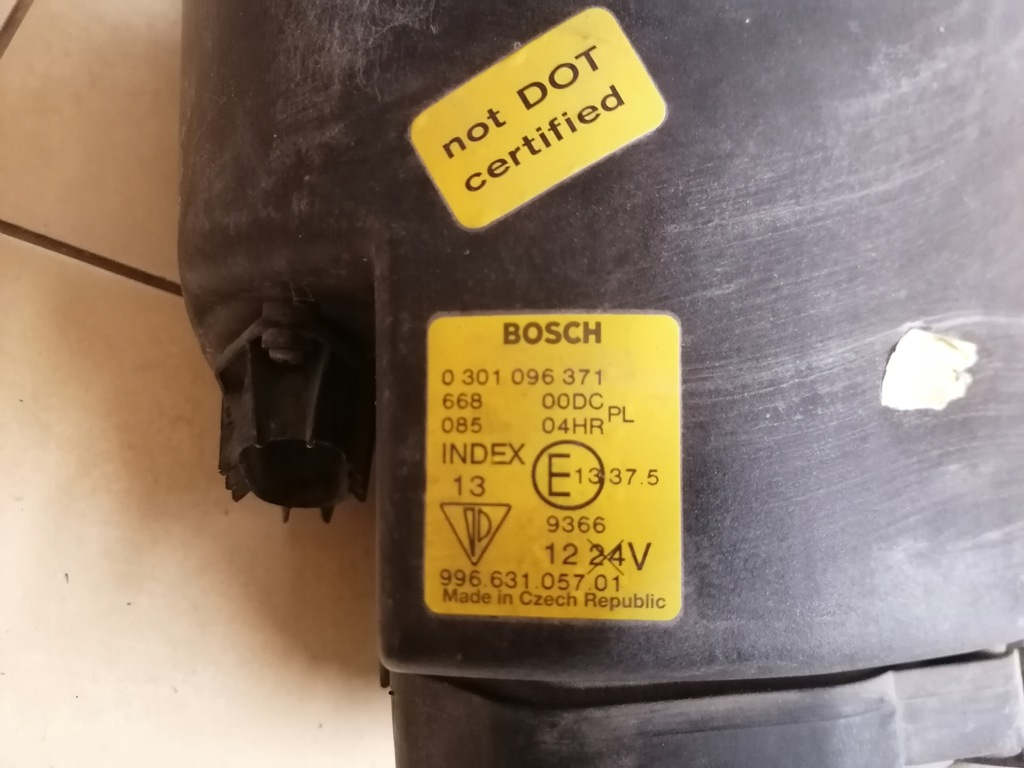 not DOT
certified
BOSCH
0 301 096 371
668 00DC
085 04HR PL
INDEX E 13 37.5
13
9366
12 24V
996.631.057.01
Made in Czech Republic